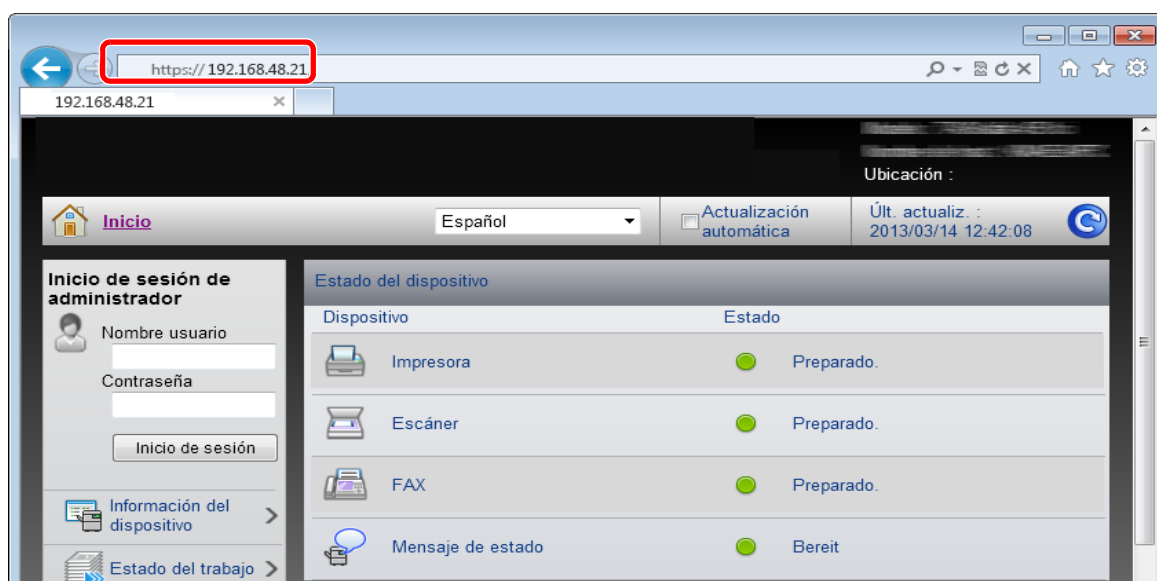 https://192.168.48.21
192.168.48.21
Ubicación :
Inicio
Español
Actualización
automática
Últ. actualiz. :
2013/03/14 12:42:08
Inicio de sesión de
administrador
Nombre usuario
Contraseña
Inicio de sesión
Información del
dispositivo
Estado del trabajo
Estado del dispositivo
Dispositivo Estado
Impresora Preparado.
Escáner Preparado.
FAX Preparado.
Mensaje de estado Bereit